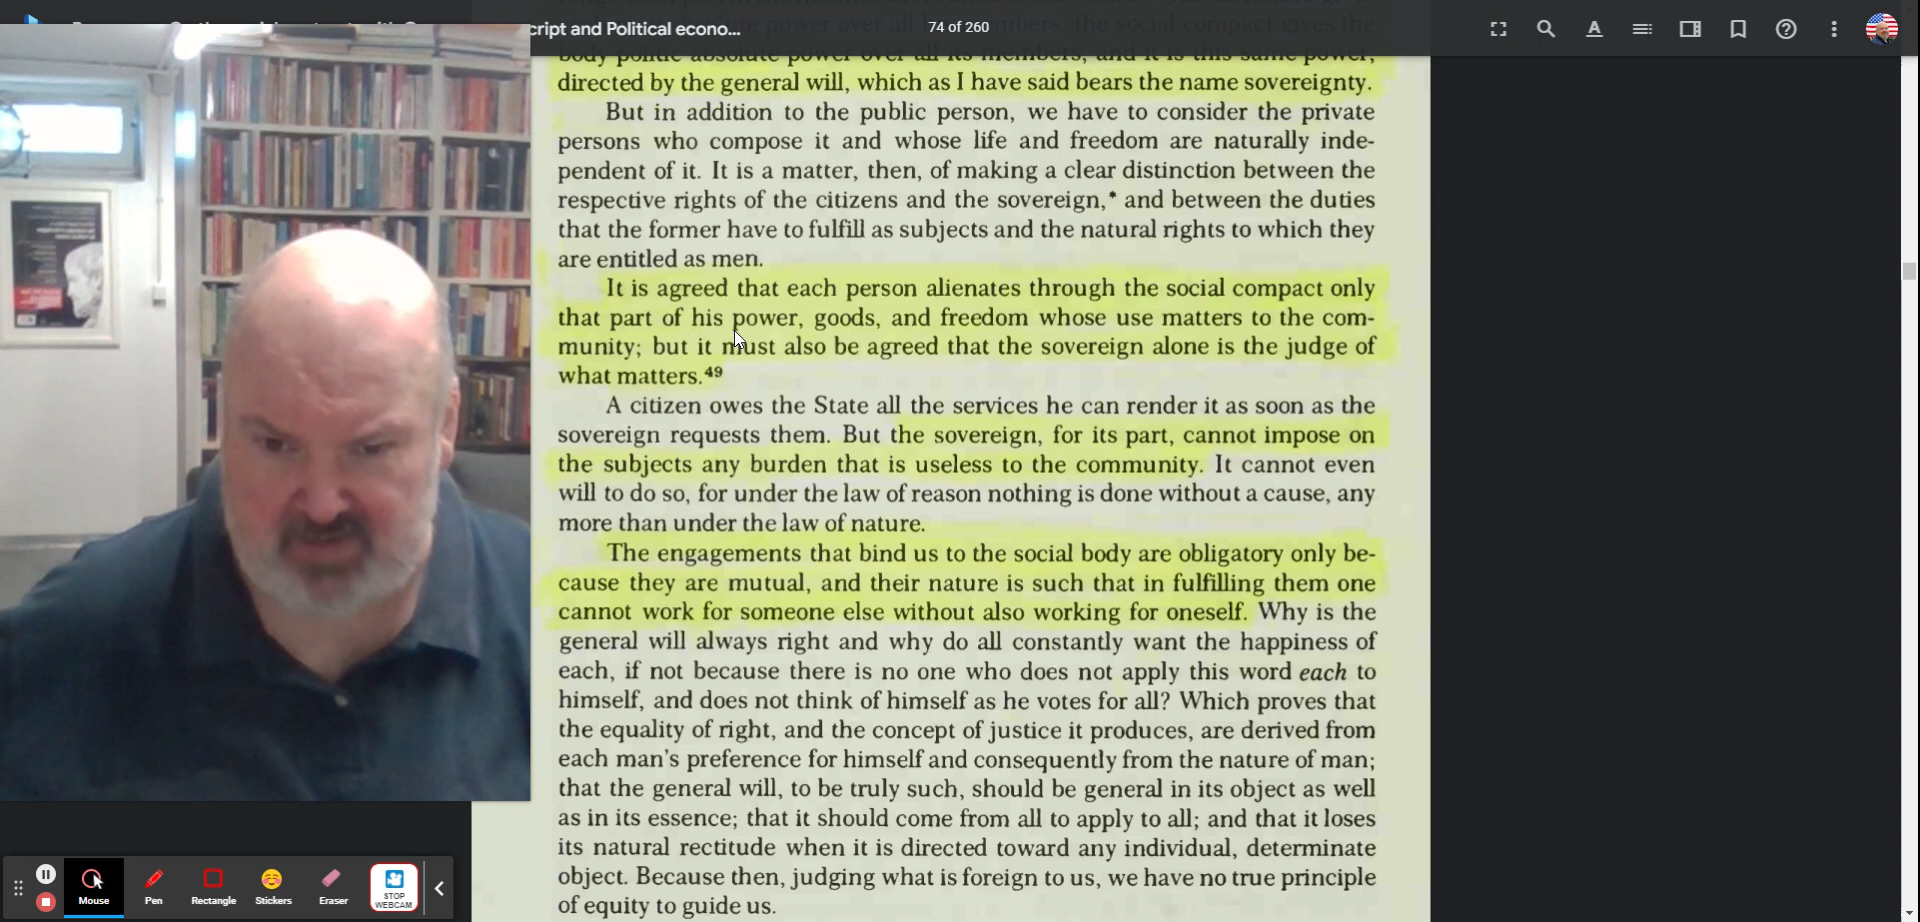 cript and Political econo...
74 of 260
body politic absolute power over all its members, and it is this same power,
directed by the general will, which as I have said bears the name sovereignty.
But in addition to the public person, we have to consider the private
persons who compose it and whose life and freedom are naturally inde-
pendent of it. It is a matter, then, of making a clear distinction between the
respective rights of the citizens and the sovereign,* and between the duties
that the former have to fulfill as subjects and the natural rights to which they
are entitled as men.
It is agreed that each person alienates through the social compact only
that part of his power, goods, and freedom whose use matters to the com-
munity; but it must also be agreed that the sovereign alone is the judge of
what matters.49
A citizen owes the State all the services he can render it as soon as the
sovereign requests them. But the sovereign, for its part, cannot impose on
the subjects any burden that is useless to the community. It cannot even
will to do so, for under the law of reason nothing is done without a cause, any
more than under the law of nature.
The engagements that bind us to the social body are obligatory only be-
cause they are mutual, and their nature is such that in fulfilling them one
cannot work for someone else without also working for oneself. Why is the
general will always right and why do all constantly want the happiness of
each, if not because there is no one who does not apply this word each to
himself, and does not think of himself as he votes for all? Which proves that
the equality of right, and the concept of justice it produces, are derived from
each man's preference for himself and consequently from the nature of man;
that the general will, to be truly such, should be general in its object as well
as in its essence; that it should come from all to apply to all; and that it loses
its natural rectitude when it is directed toward any individual, determinate
object. Because then, judging what is foreign to us, we have no true principle
of equity to guide us.
Mouse
Pen
Rectangle
Stickers
Eraser
STOP
WEBCAM